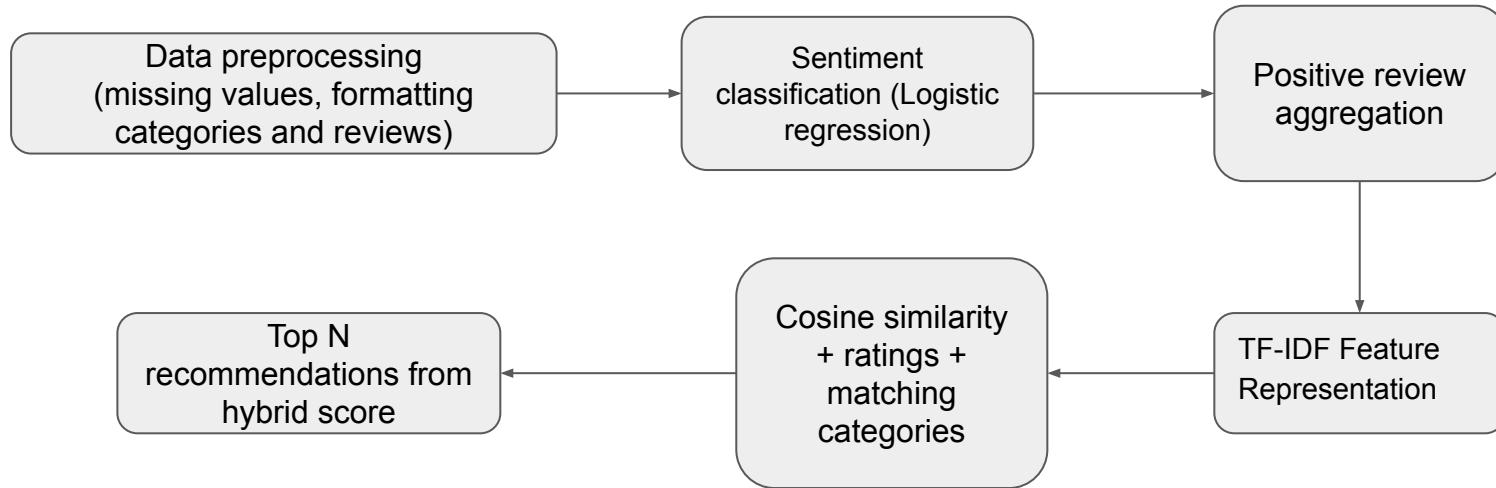 Data preprocessing
(missing values, formatting
categories and reviews)
Sentiment
classification (Logistic
regression)
Positive review
aggregation
TF-IDF Feature
Representation
Cosine similarity
+ ratings +
matching
categories
Top N
recommendations from
hybrid score